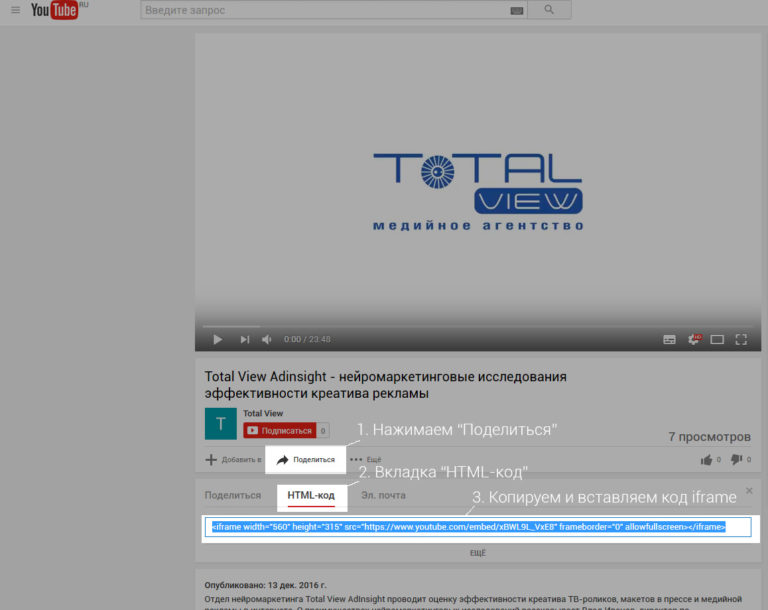 YouTube RU
Введите запрос
TOTAL
VIEW
медийное агентство
0:00 / 23:48
HD
Total View Adinsight - нейромаркетинговые исследования
эффективности креатива рекламы
T
Total View
Подписаться 0
1. Нажимаем "Поделиться"
7 просмотров
Добавить в
Поделиться
Ещё
0 0
2. Вкладка "HTML-код"
Поделиться
HTML-код
Эл. почта
3. Копируем и вставляем код iframe
<iframe width="560" height="315" src="https://www.youtube.com/embed/xBWL9L_VxE8" frameborder="0" allowfullscreen></iframe>
ЕЩЁ
Опубликовано: 13 дек. 2016 г.
Отдел нейромаркетинга Total View AdInsight проводит оценку эффективности креатива ТВ-роликов, макетов в прессе и медийной